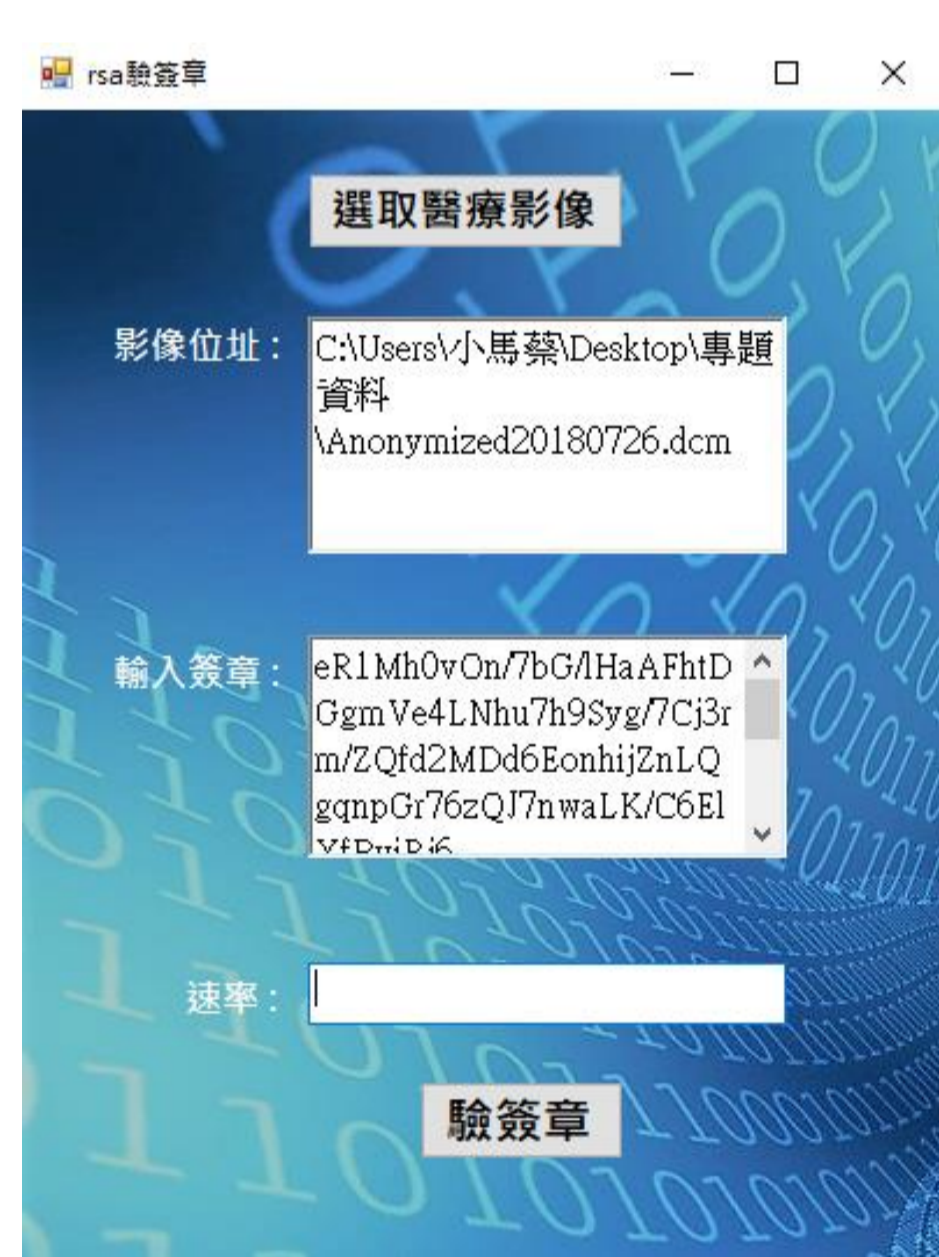 rsa驗簽章
選取醫療影像
影像位址：
C:\Users\小馬蔡\Desktop\專題
資料
\Anonymized20180726.dcm
輸入簽章：
eR1Mh0vOn/7bG/lHaAFhtD
GgmVe4LNhu7h9Syg/7Cj3r
m/ZQfd2MDd6EonhijZnLQ
gqnpGr76zQJ7nwaLK/C6El
速率：
驗簽章